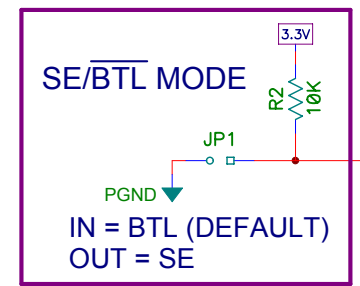 3.3V
SE/BTL MODE
R2
10K
JP1
PGND
IN = BTL (DEFAULT)
OUT = SE